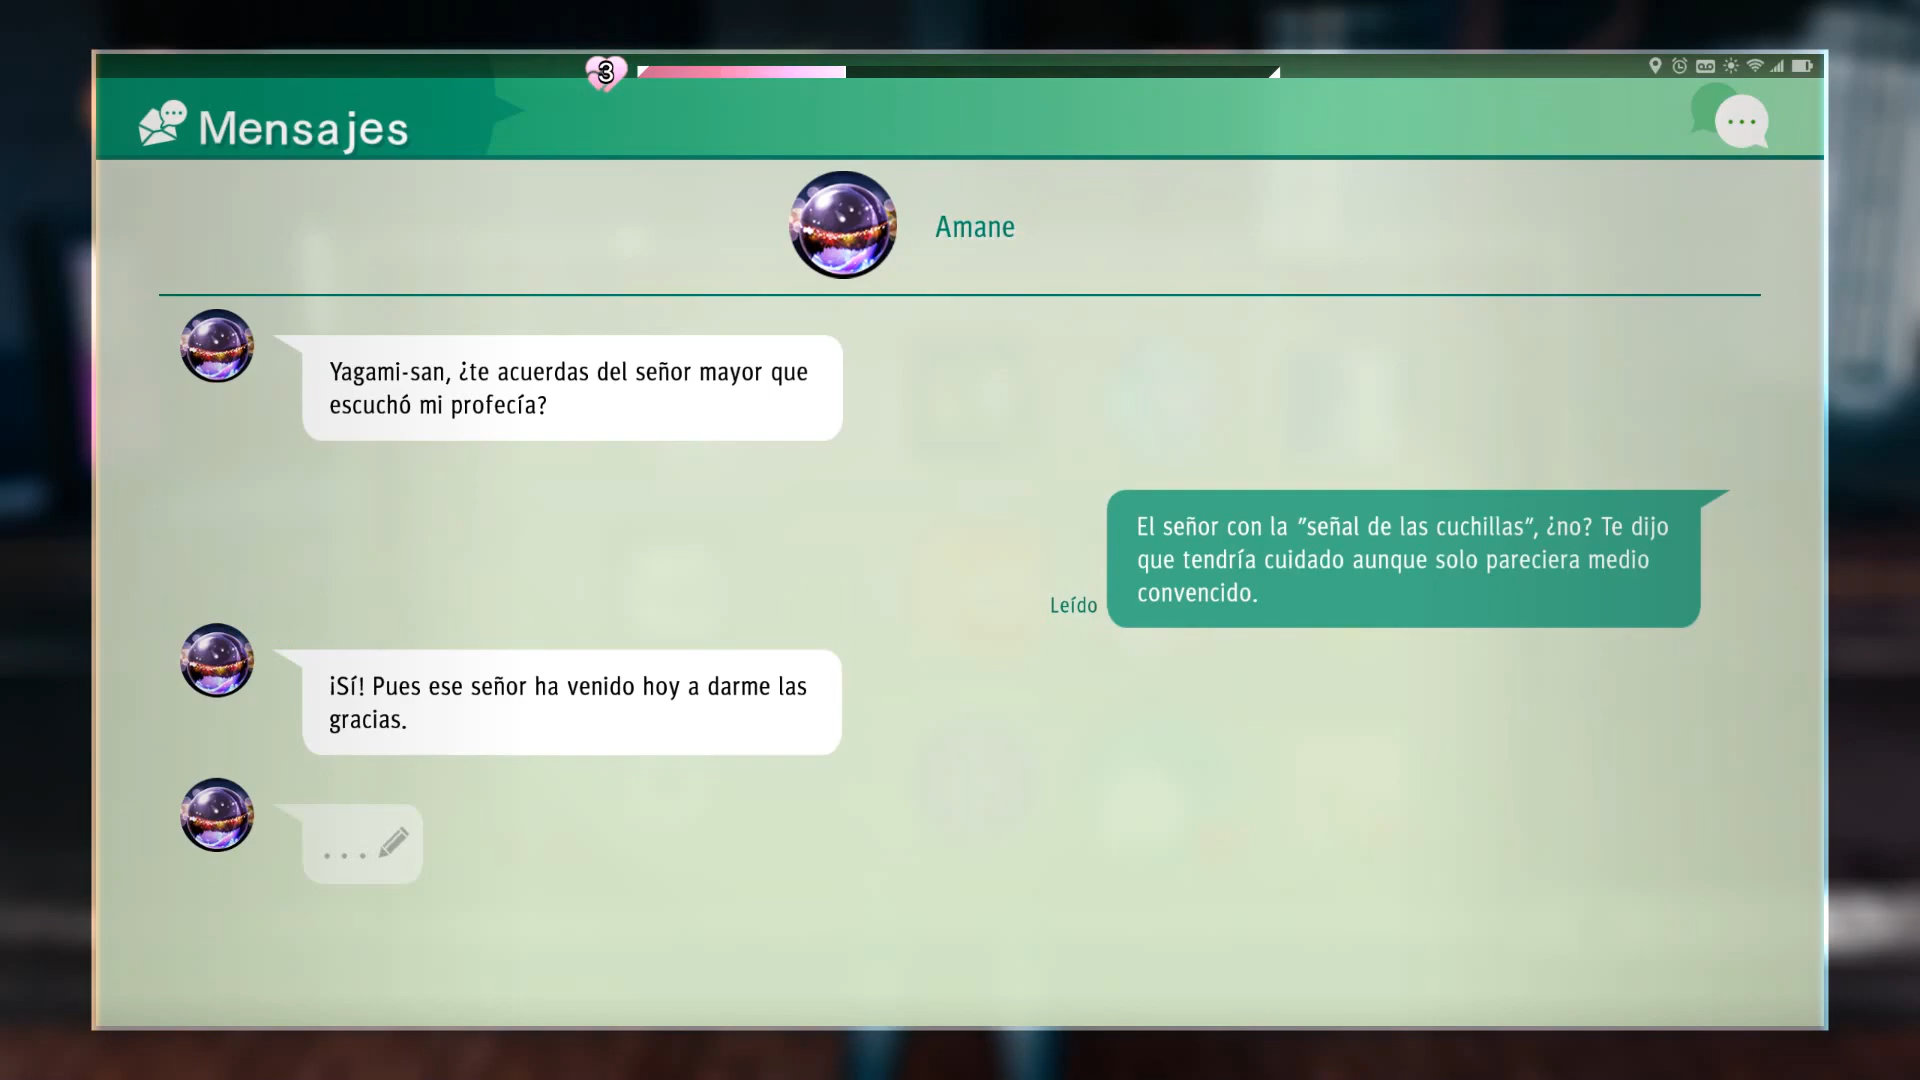 3
Mensajes
Amane
Yagami-san, ¿te acuerdas del señor mayor que
escuchó mi profecía?
El señor con la "señal de las cuchillas", ¿no? Te dijo
que tendría cuidado aunque solo pareciera medio
convencido.
Leído
¡Sí! Pues ese señor ha venido hoy a darme las
gracias.
...